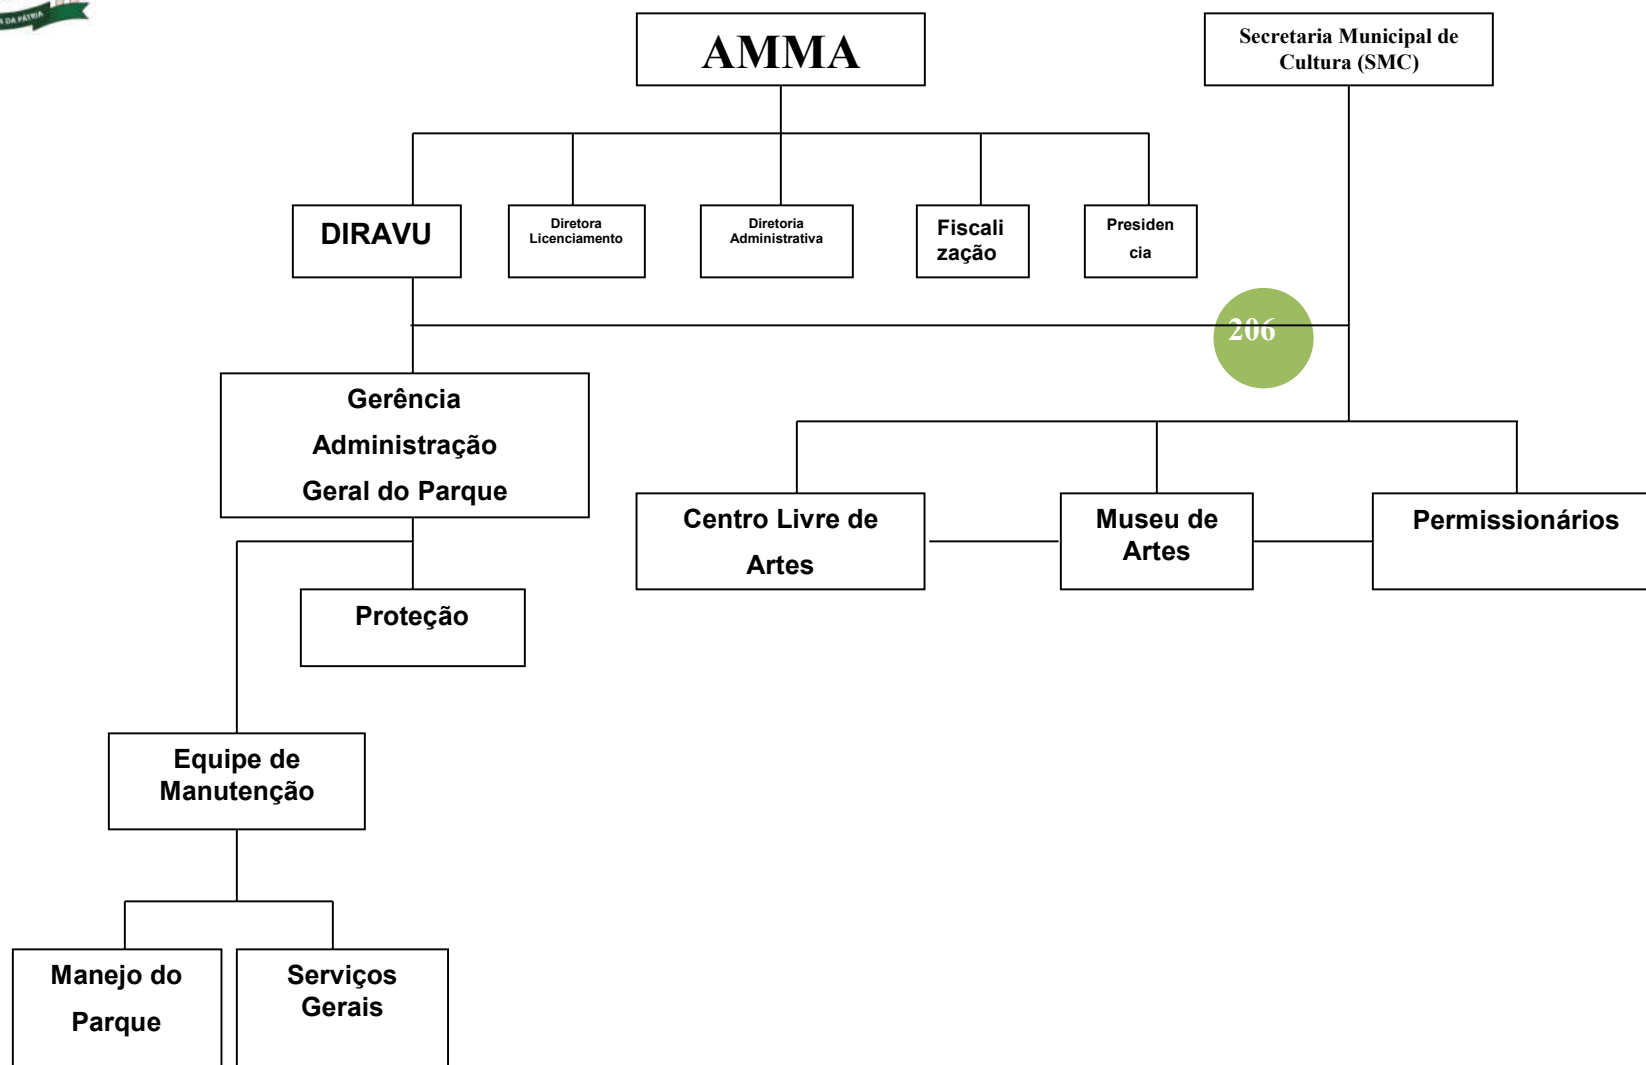 A DA PÁTRIA
AMMA
Secretaria Municipal de
Cultura (SMC)
DIRAVU
Diretora
Licenciamento
Diretoria
Administrativa
Fiscali
zação
Presiden
cia
206
Gerência
Administração
Geral do Parque
Centro Livre de
Artes
Museu de
Artes
Permissionários
Proteção
Equipe de
Manutenção
Manejo do
Parque
Serviços
Gerais